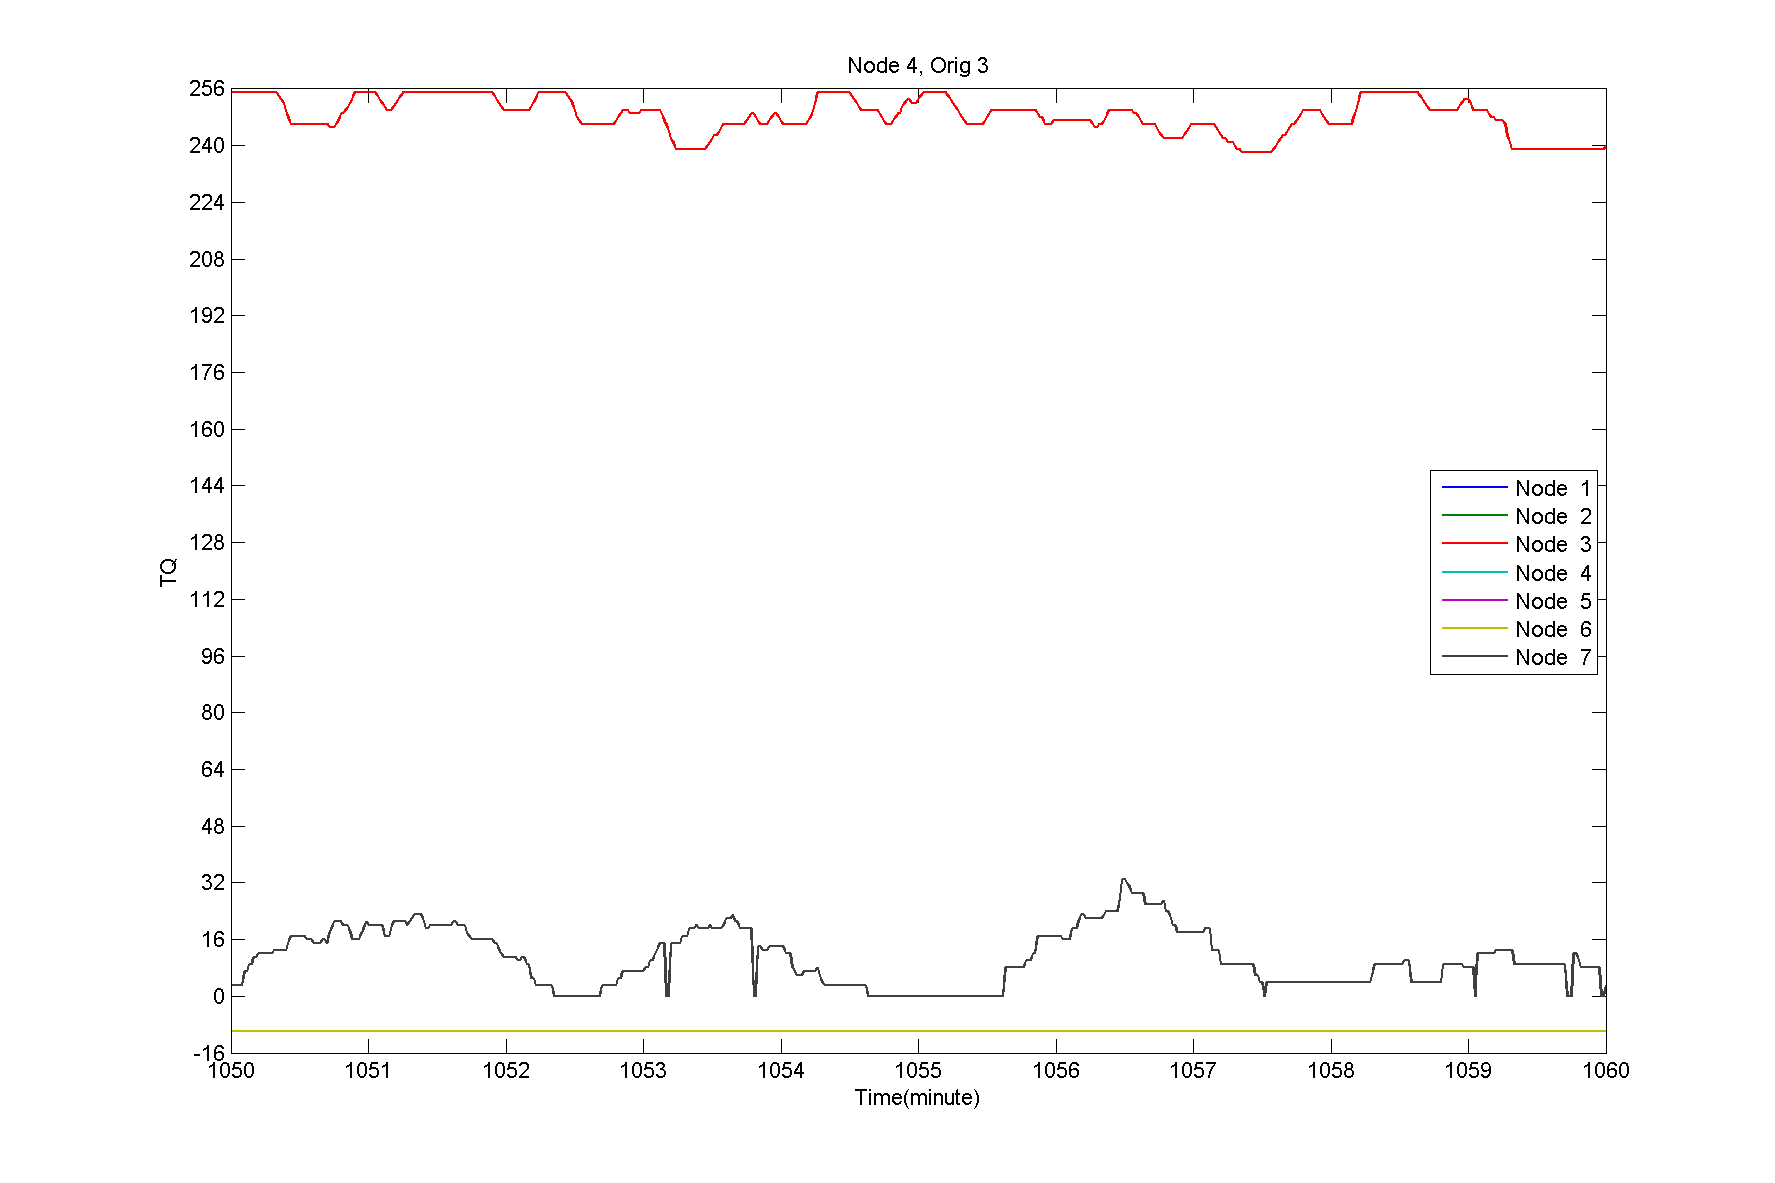 Node 4, Orig 3
256
240
224
208
192
176
160
144
128
112
96
80
64
48
32
16
0
-16
TQ
Node 1
Node 2
Node 3
Node 4
Node 5
Node 6
Node 7
1050 1051 1052 1053 1054 1055 1056 1057 1058 1059 1060
Time(minute)